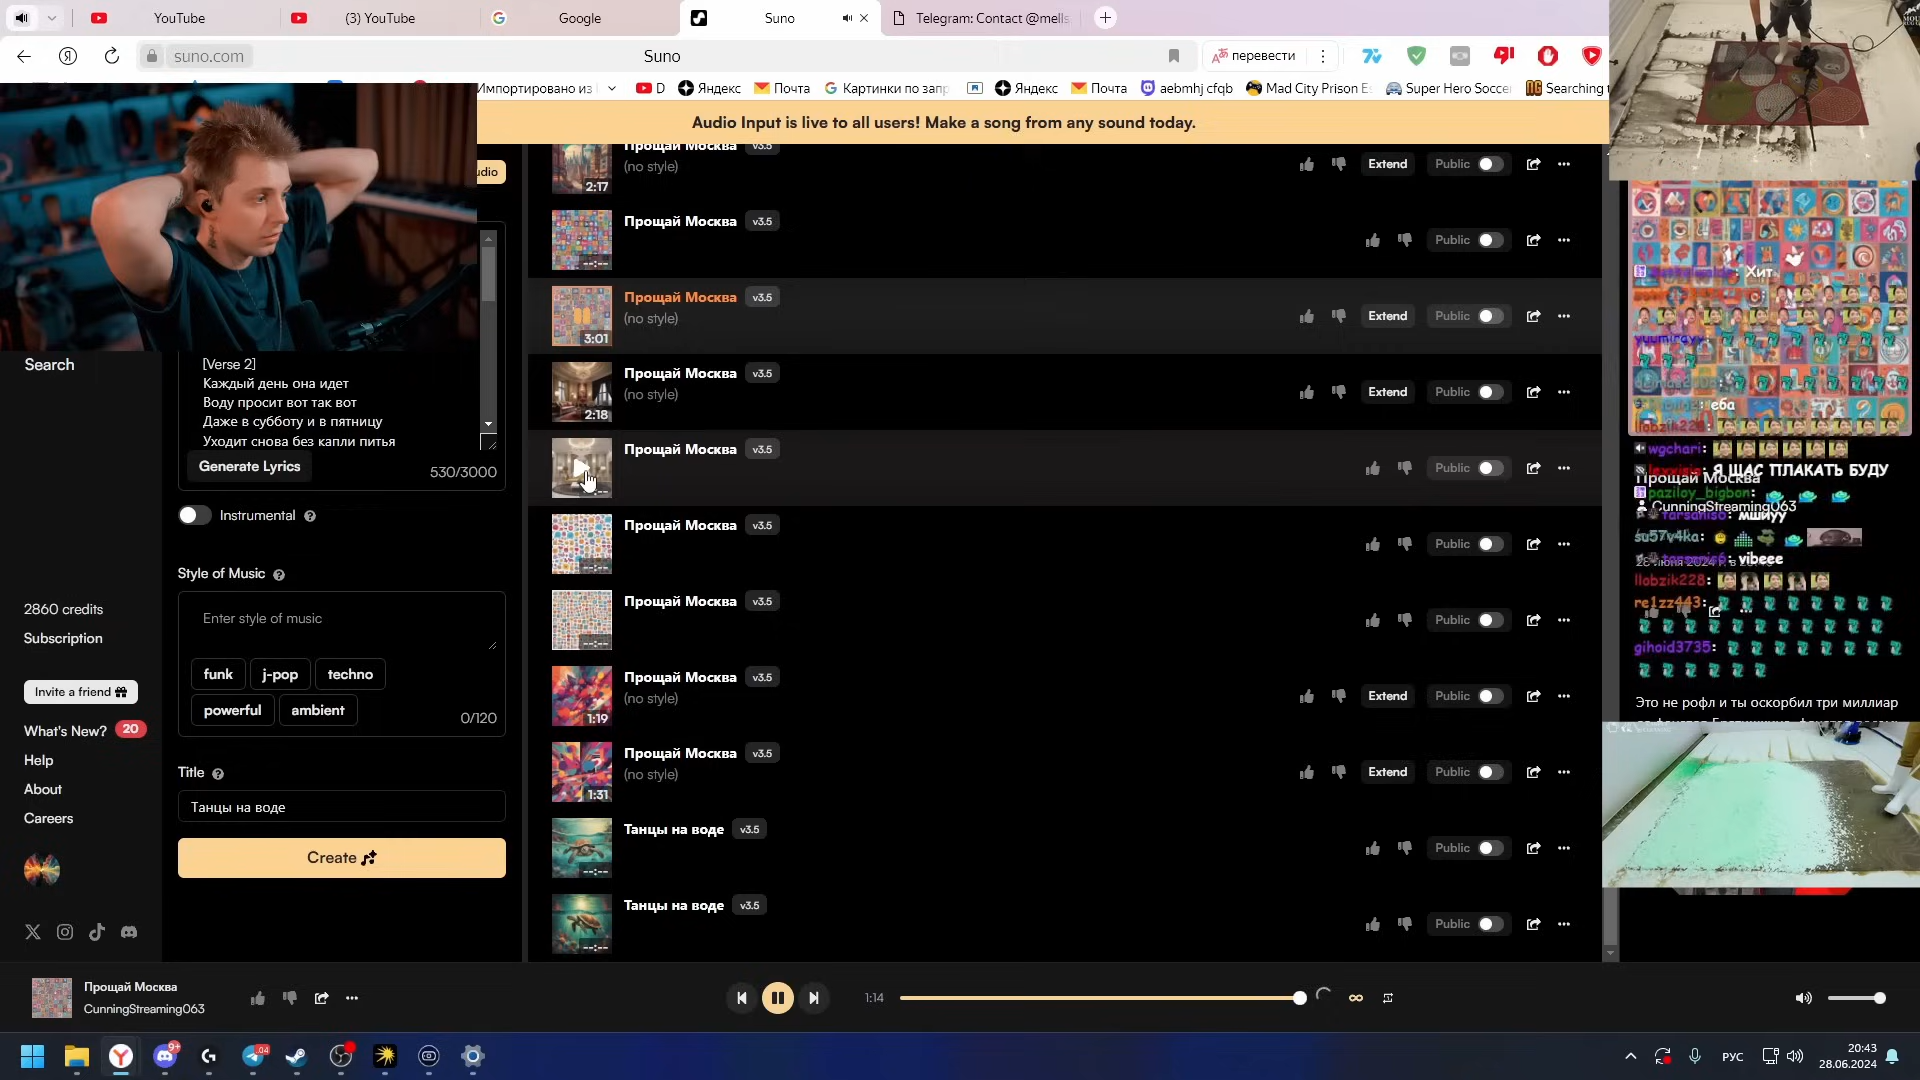 YouTube
(3) YouTube
Google
Suno
Telegram: Contact @mells
suno.com
Suno
перевести
Импортировано из
D
Яндекс
Почта
Картинки по запр
Яндекс
Почта
aebmhj cfqb
Mad City Prison Es
Super Hero Soccer
Searching
Audio Input is live to all users! Make a song from any sound today.
Search
2860 credits
Subscription
Invite a friend
What's New? 20
Help
About
Careers
[Verse 2]
Каждый день она идет
Воду просит вот так вот
Даже в субботу и в пятницу
Уходит снова без капли питья
Generate Lyrics
530/3000
Instrumental
Style of Music
Enter style of music
funk
j-pop
techno
powerful
ambient
0/120
Title
Танцы на воде
Create
Прощай Москва v3.5
(no style)
2:17
Extend
Public
Прощай Москва v3.5
--:--
Public
Прощай Москва v3.5
(no style)
3:01
Extend
Public
Прощай Москва v3.5
(no style)
2:18
Extend
Public
Прощай Москва v3.5
Public
Прощай Москва v3.5
--:--
Public
Прощай Москва v3.5
--:--
Public
Прощай Москва v3.5
(no style)
1:19
Extend
Public
Прощай Москва v3.5
(no style)
1:31
Extend
Public
Танцы на воде v3.5
--:--
Public
Танцы на воде v3.5
--:--
Public
Хит
yuumirayy:
еба
llobzik228:
wgchari:
Я ЩАС ПЛАКАТЬ БУДУ
Прощай Москва
paziloy_bigbon:
CunningStreaming063
tarsaniso: мшиуу
su57y4ka:
vibeee
llobzik228:
re1zz443:
gihoid3735:
Это не рофл и ты оскорбил три миллиар
Прощай Москва
CunningStreaming063
1:14
9+
РУС
20:43
28.06.2024